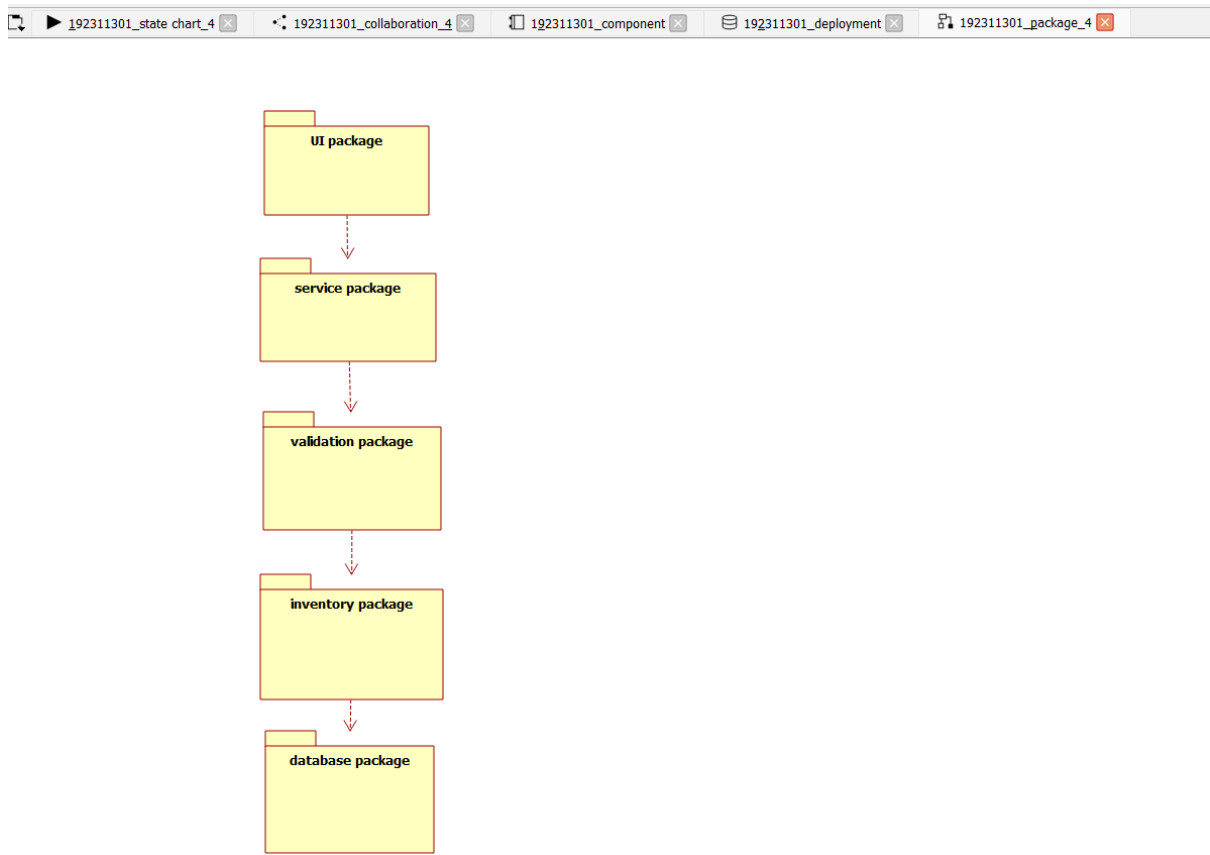 192311301_state chart_4
192311301_collaboration_4
192311301_component
192311301_deployment
192311301_package_4
UI package
service package
validation package
inventory package
database package